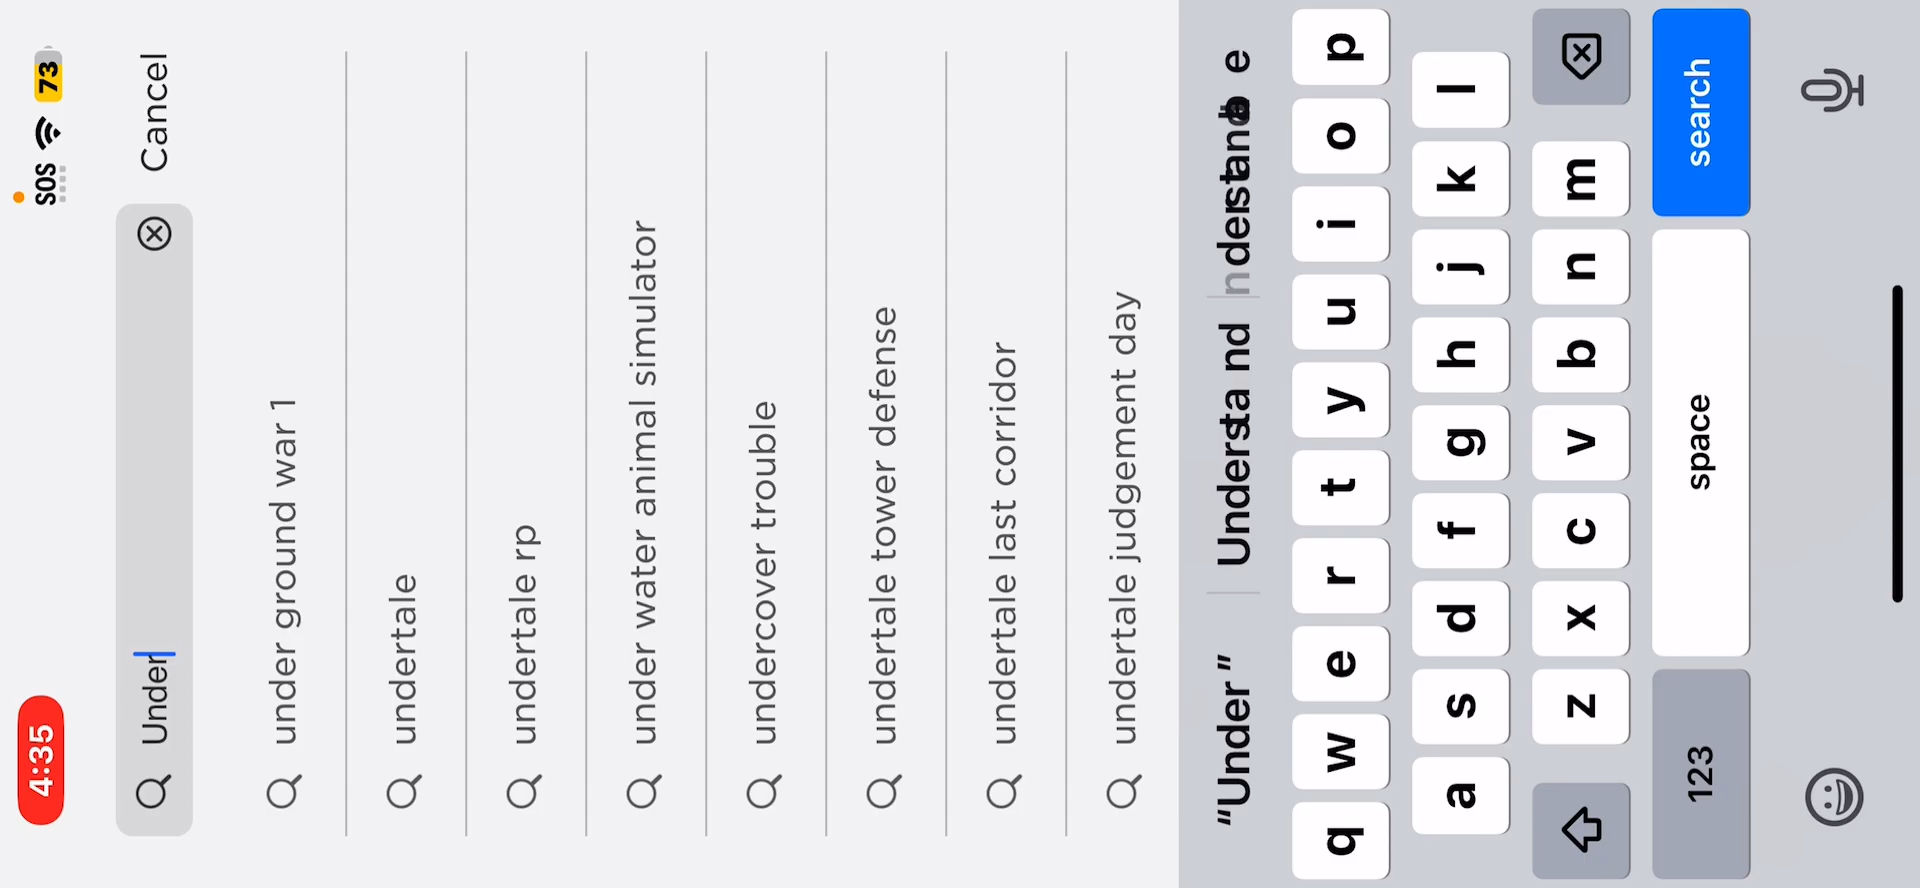 4:35
SOS 73
Under
Cancel
under ground war 1
undertale
undertale rp
under water animal simulator
undercover trouble
undertale tower defense
undertale last corridor
undertale judgement day
"Under"
q w e r t y u i o p
a s d f g h j k l
z x c v b n m
123 space search